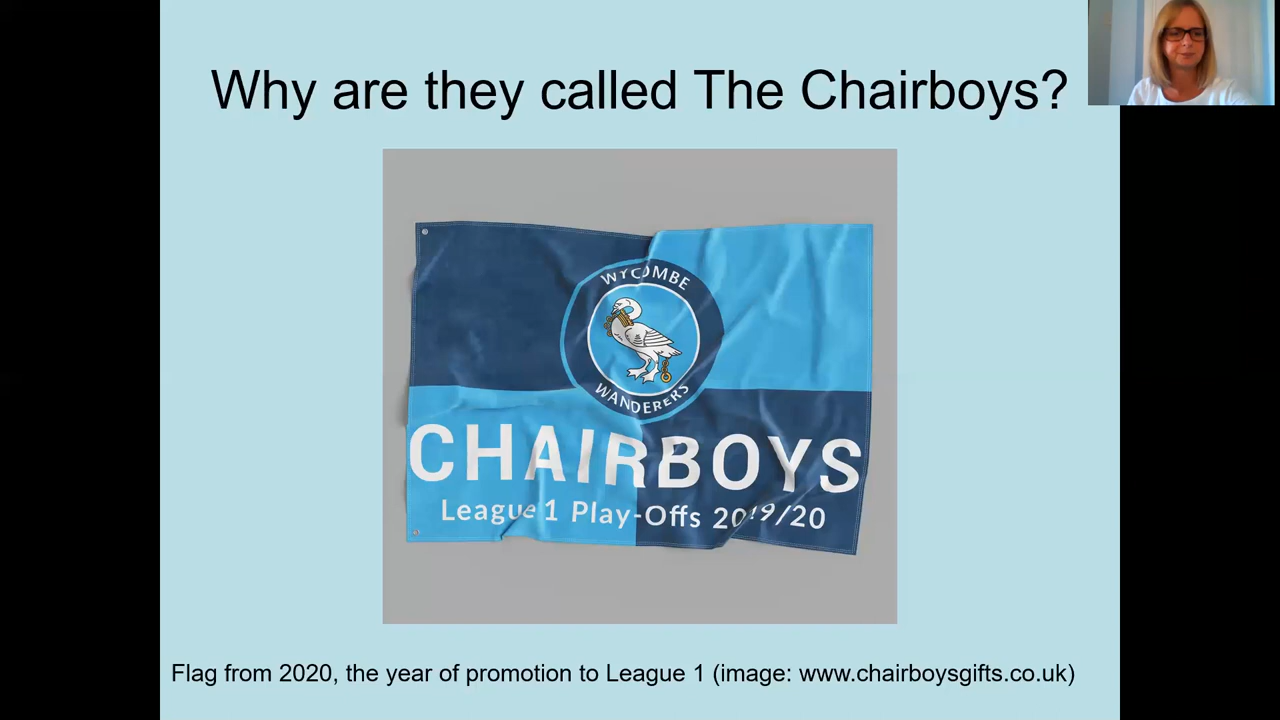 Why are they called The Chairboys?
WYCOMBE
WANDERERS
CHAIRBOYS
League 1 Play-Offs 2019/20
Flag from 2020, the year of promotion to League 1 (image: www.chairboysgifts.co.uk)